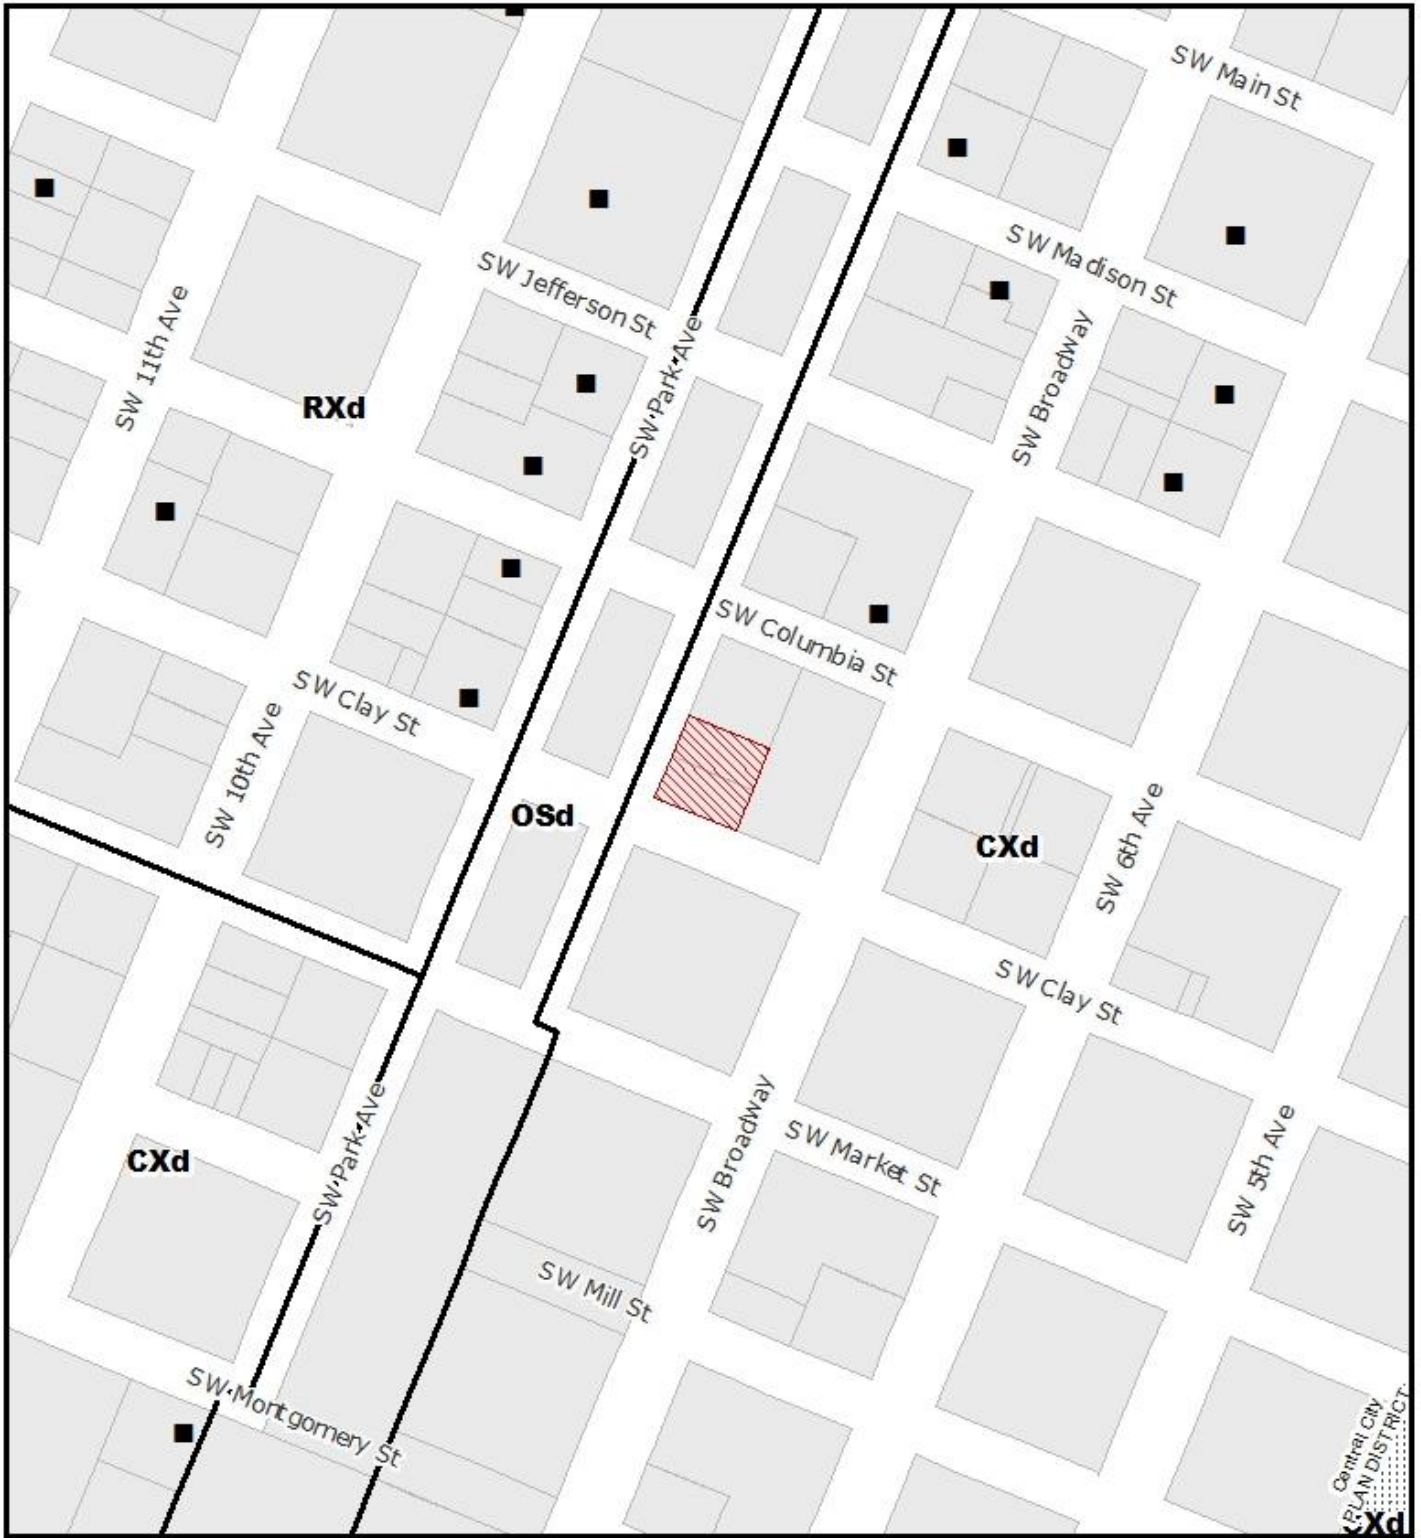 SW Main St
SW Madison St
SW Jefferson St
SW 11th Ave
SW Park Ave
SW Broadway
RXd
SW Columbia St
SW Clay St
SW 10th Ave
OSd
CXd
SW 6th Ave
SW Clay St
SW Park Ave
SW Broadway
SW Market St
SW 5th Ave
CXd
SW Mill St
SW Montgomery St
Central City
PLAN DISTRICT
CXd